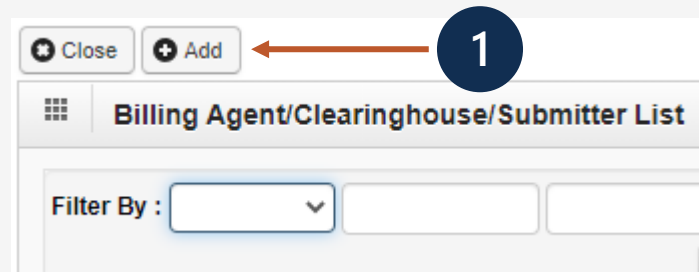 Close Add 1
Billing Agent/Clearinghouse/Submitter List
Filter By :